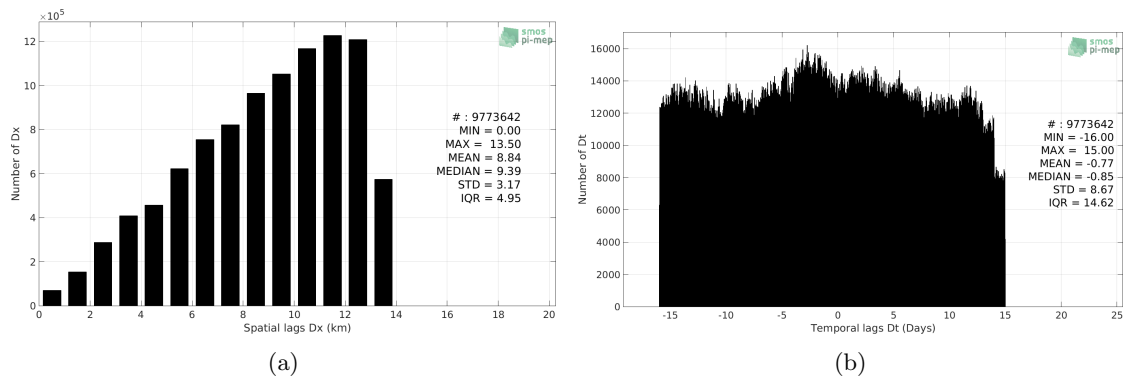 ×10⁵
smos
pi-mep
12
10
8
6
4
2
0
Number of Dx
# : 9773642
MIN = 0.00
MAX = 13.50
MEAN = 8.84
MEDIAN = 9.39
STD = 3.17
IQR = 4.95
0 2 4 6 8 10 12 14 16 18 20
Spatial lags Dx (km)
(a)
smos
pi-mep
16000
14000
12000
10000
8000
6000
4000
2000
0
Number of Dt
# : 9773642
MIN = -16.00
MAX = 15.00
MEAN = -0.77
MEDIAN = -0.85
STD = 8.67
IQR = 14.62
-15 -10 -5 0 5 10 15 20 25
Temporal lags Dt (Days)
(b)